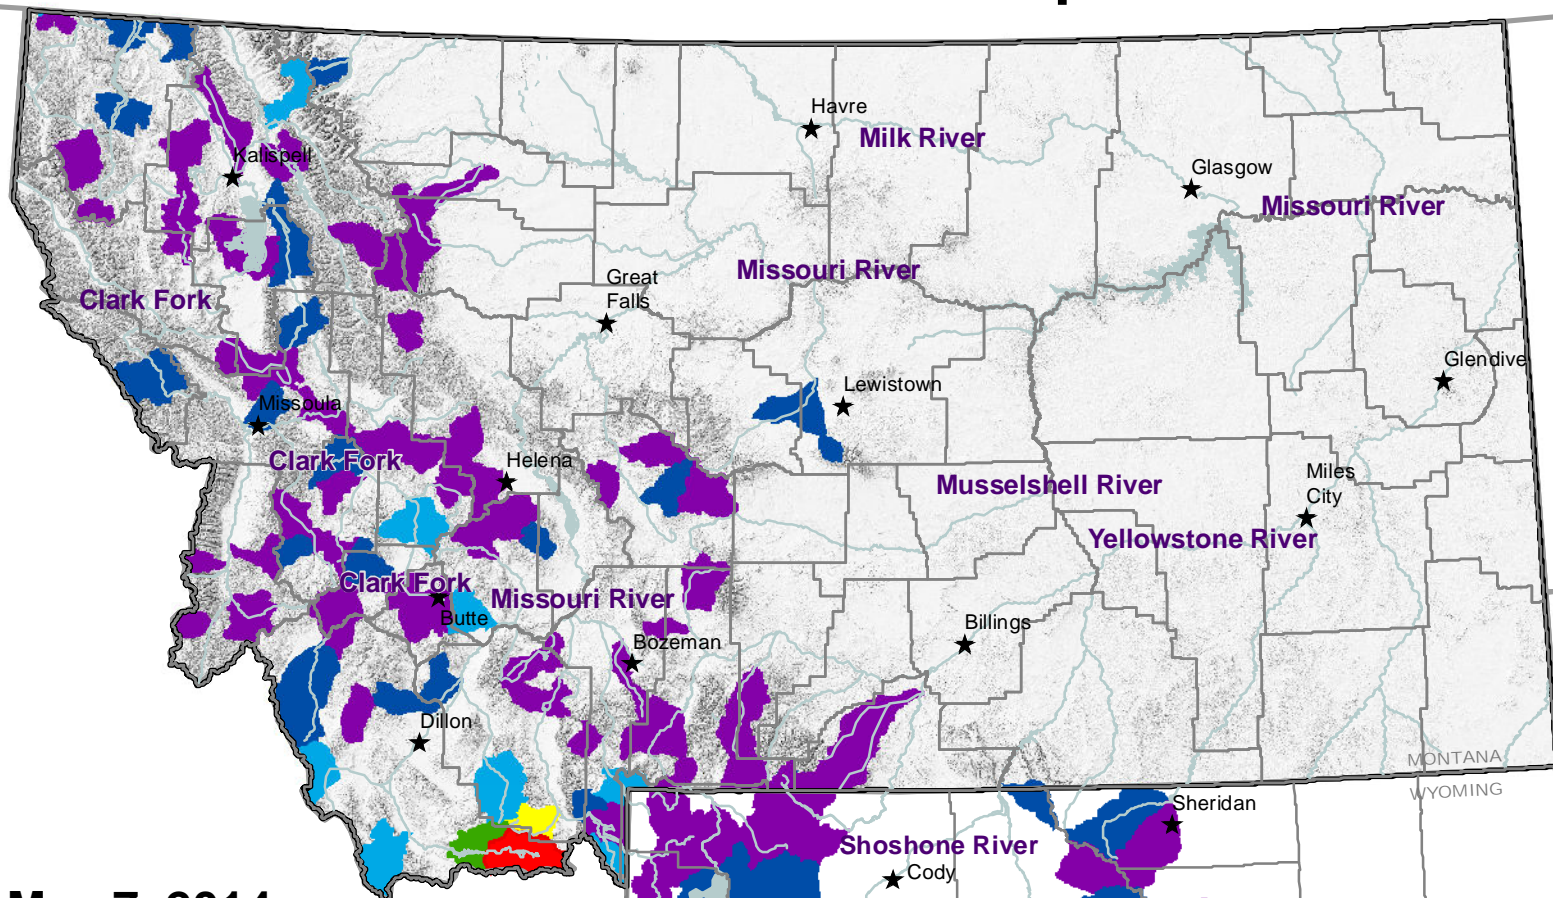 Havre
Milk River
Kalispell
Glasgow
Missouri River
Missouri River
Great
Falls
Clark Fork
Glendive
Lewistown
Missoula
Clark Fork
Helena
Miles
City
Musselshell River
Yellowstone River
Clark Fork
Missouri River
Butte
Billings
Bozeman
Dillon
MONTANA
WYOMING
Sheridan
Shoshone River
Cody